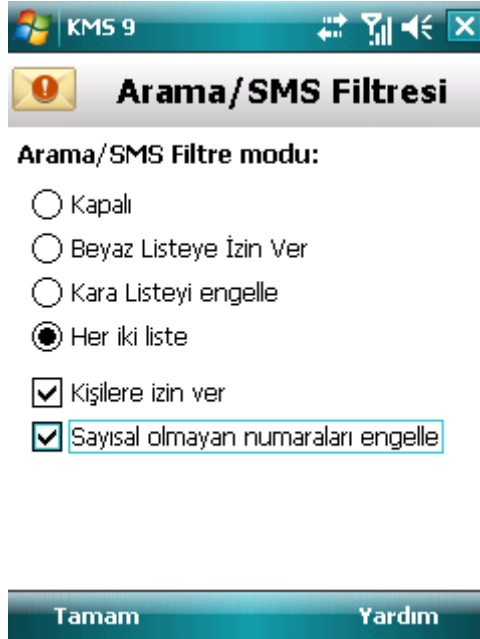 KMS 9
Arama/SMS Filtresi
Arama/SMS Filtre modu:
Kapalı
Beyaz Listeye İzin Ver
Kara Listeyi engelle
Her iki liste
Kişilere izin ver
Sayısal olmayan numaraları engelle
Tamam Yardım